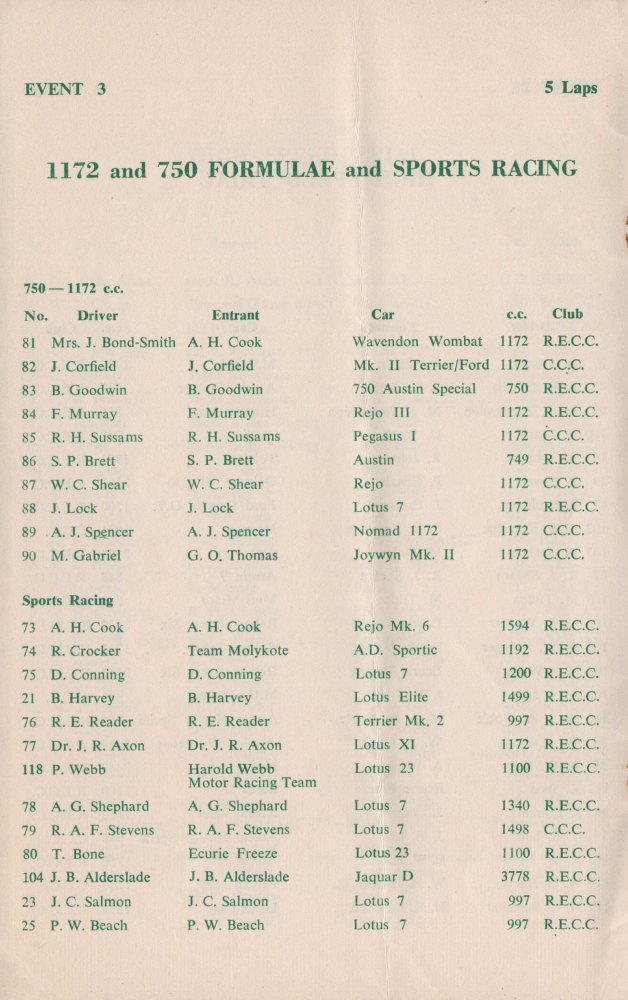 EVENT 3 5 Laps
1172 and 750 FORMULAE and SPORTS RACING
750 — 1172 c.c.
No. Driver Entrant Car c.c. Club
81 Mrs. J. Bond-Smith A. H. Cook Wavendon Wombat 1172 R.E.C.C.
82 J. Corfield J. Corfield Mk. II Terrier/Ford 1172 C.C.C.
83 B. Goodwin B. Goodwin 750 Austin Special 750 R.E.C.C.
84 F. Murray F. Murray Rejo III 1172 R.E.C.C.
85 R. H. Sussams R. H. Sussams Pegasus I 1172 C.C.C.
86 S. P. Brett S. P. Brett Austin 749 R.E.C.C.
87 W. C. Shear W. C. Shear Rejo 1172 C.C.C.
88 J. Lock J. Lock Lotus 7 1172 R.E.C.C.
89 A. J. Spencer A. J. Spencer Nomad 1172 1172 C.C.C.
90 M. Gabriel G. O. Thomas Joywyn Mk. II 1172 C.C.C.
Sports Racing
73 A. H. Cook A. H. Cook Rejo Mk. 6 1594 R.E.C.C.
74 R. Crocker Team Molykote A.D. Sportic 1192 R.E.C.C.
75 D. Conning D. Conning Lotus 7 1200 R.E.C.C.
21 B. Harvey B. Harvey Lotus Elite 1499 R.E.C.C.
76 R. E. Reader R. E. Reader Terrier Mk. 2 997 R.E.C.C.
77 Dr. J. R. Axon Dr. J. R. Axon Lotus XI 1172 R.E.C.C.
118 P. Webb Harold Webb Lotus 23 1100 R.E.C.C.
Motor Racing Team
78 A. G. Shephard A. G. Shephard Lotus 7 1340 R.E.C.C.
79 R. A. F. Stevens R. A. F. Stevens Lotus 7 1498 C.C.C.
80 T. Bone Ecurie Freeze Lotus 23 1100 R.E.C.C.
104 J. B. Alderslade J. B. Alderslade Jaquar D 3778 R.E.C.C.
23 J. C. Salmon J. C. Salmon Lotus 7 997 R.E.C.C.
25 P. W. Beach P. W. Beach Lotus 7 997 R.E.C.C.